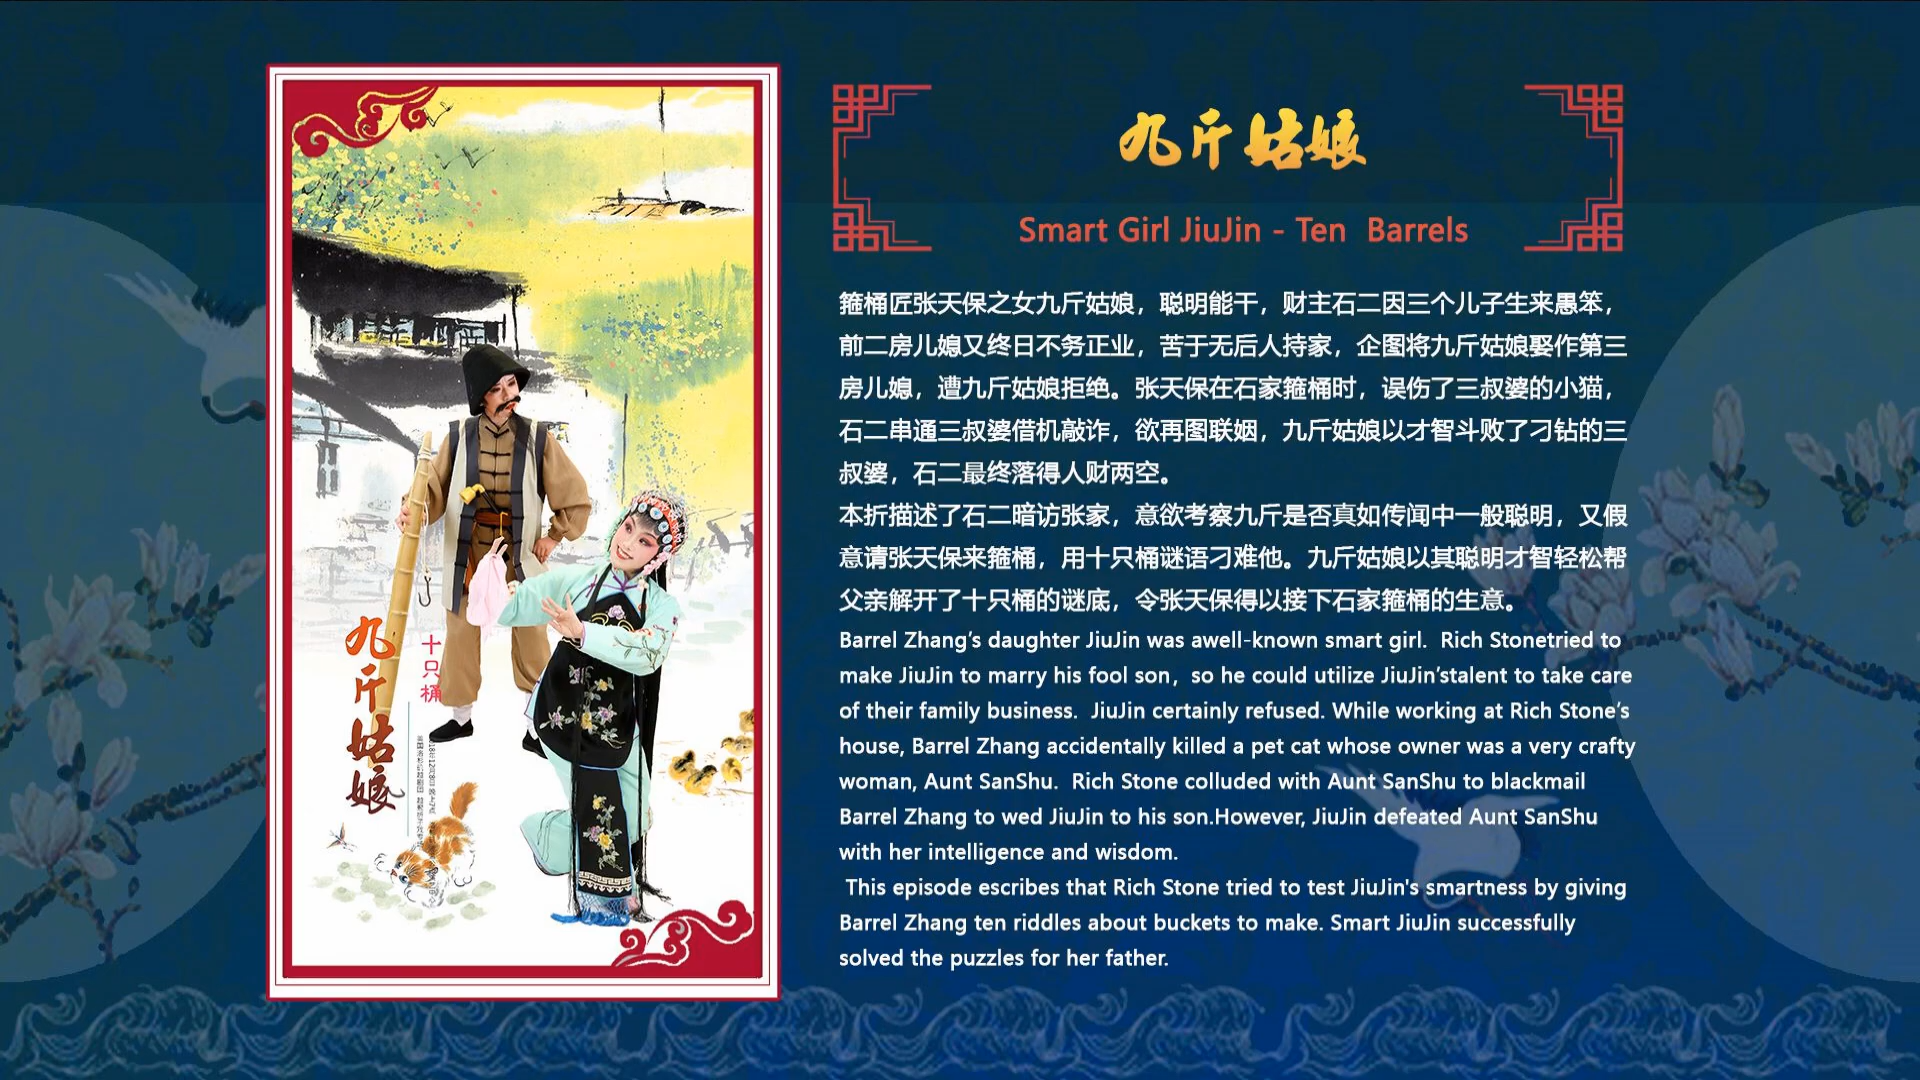 九斤姑娘
Smart Girl JiuJin - Ten  Barrels
箍桶匠张天保之女九斤姑娘，聪明能干，财主石二因三个儿子生来愚笨，
前二房儿媳又终日不务正业，苦于无后人持家，企图将九斤姑娘娶作第三
房儿媳，遭九斤姑娘拒绝。张天保在石家箍桶时，误伤了三叔婆的小猫，
石二串通三叔婆借机敲诈，欲再图联姻，九斤姑娘以才智斗败了刁钻的三
叔婆，石二最终落得人财两空。
本折描述了石二暗访张家，意欲考察九斤是否真如传闻中一般聪明，又假
意请张天保来箍桶，用十只桶谜语刁难他。九斤姑娘以其聪明才智轻松帮
父亲解开了十只桶的谜底，令张天保得以接下石家箍桶的生意。
Barrel Zhang’s daughter JiuJin was awell-known smart girl.  Rich Stonetried to
make JiuJin to marry his fool son，so he could utilize JiuJin’stalent to take care
of their family business.  JiuJin certainly refused. While working at Rich Stone’s
house, Barrel Zhang accidentally killed a pet cat whose owner was a very crafty
woman, Aunt SanShu.  Rich Stone colluded with Aunt SanShu to blackmail
Barrel Zhang to wed JiuJin to his son.However, JiuJin defeated Aunt SanShu
with her intelligence and wisdom.
This episode escribes that Rich Stone tried to test JiuJin's smartness by giving
Barrel Zhang ten riddles about buckets to make. Smart JiuJin successfully
solved the puzzles for her father.
九斤姑娘
十只桶